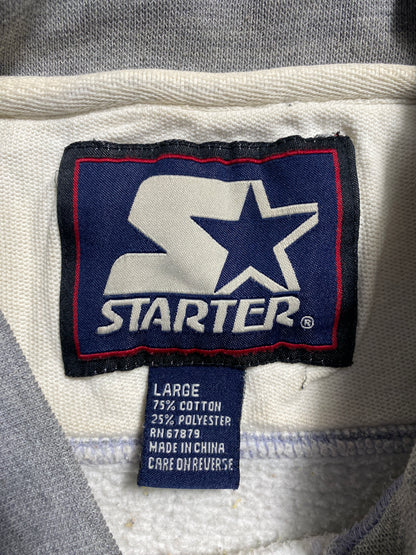 STARTER®
LARGE
75% COTTON
25% POLYESTER
RN 67879
MADE IN CHINA
CARE ON REVERSE